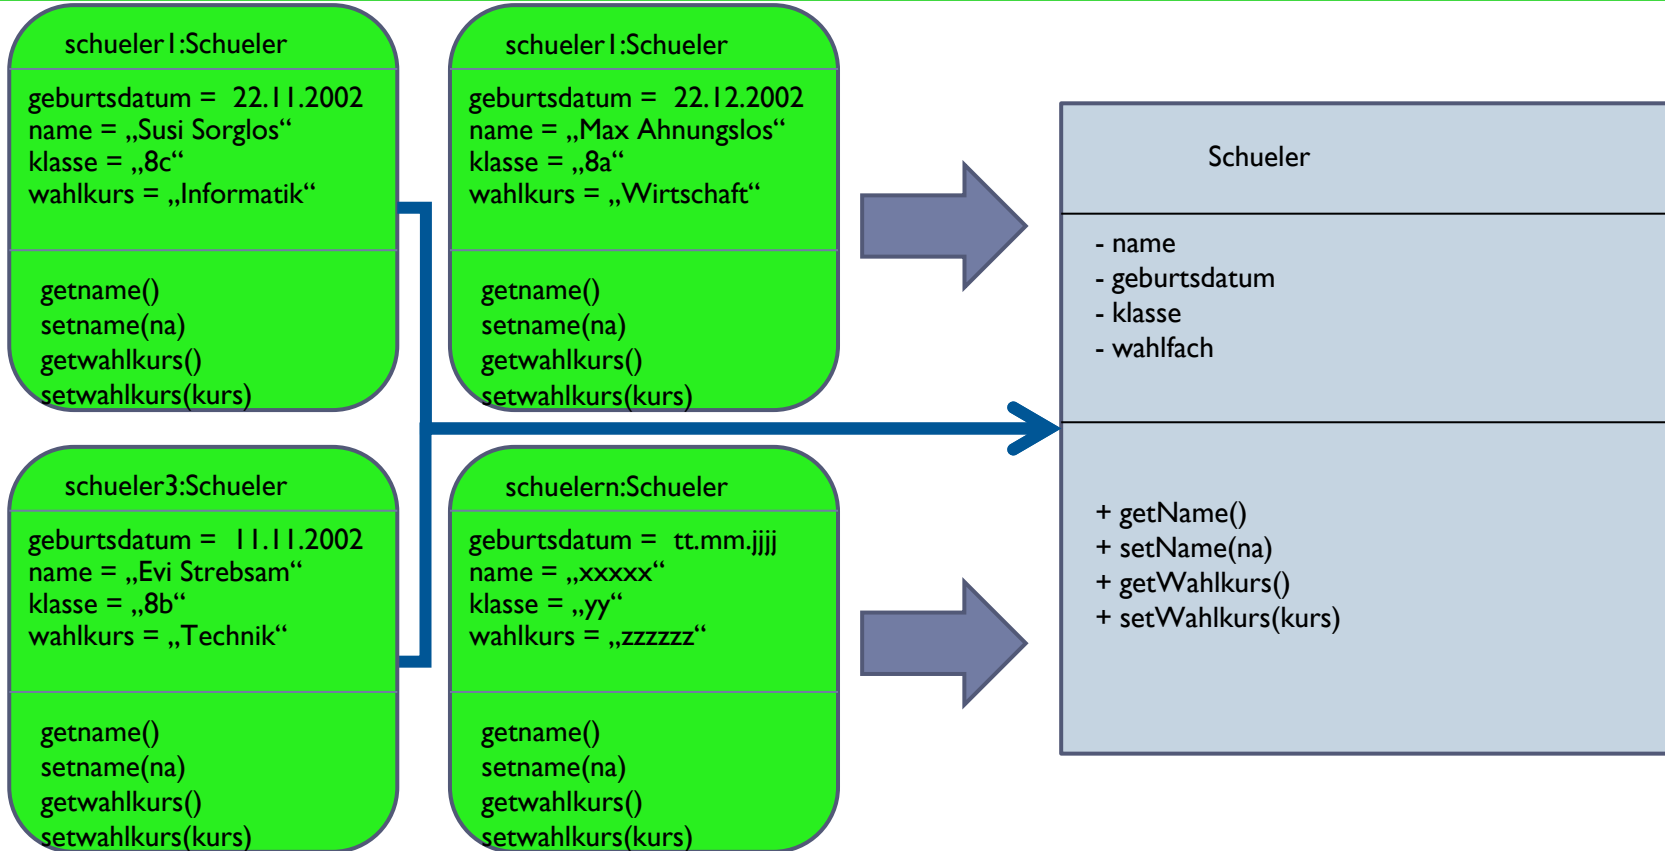 schueler1:Schueler
geburtsdatum = 22.11.2002
name = „Susi Sorglos“
klasse = „8c“
wahlkurs = „Informatik“
getname()
setname(na)
getwahlkurs()
setwahlkurs(kurs)
schueler1:Schueler
geburtsdatum = 22.12.2002
name = „Max Ahnungslos“
klasse = „8a“
wahlkurs = „Wirtschaft“
getname()
setname(na)
getwahlkurs()
setwahlkurs(kurs)
schueler3:Schueler
geburtsdatum = 11.11.2002
name = „Evi Strebsam“
klasse = „8b“
wahlkurs = „Technik“
getname()
setname(na)
getwahlkurs()
setwahlkurs(kurs)
schuelern:Schueler
geburtsdatum = tt.mm.jjjj
name = „xxxxx“
klasse = „yy“
wahlkurs = „zzzzzz“
getname()
setname(na)
getwahlkurs()
setwahlkurs(kurs)
Schueler
- name
- geburtsdatum
- klasse
- wahlfach
+ getName()
+ setName(na)
+ getWahlkurs()
+ setWahlkurs(kurs)